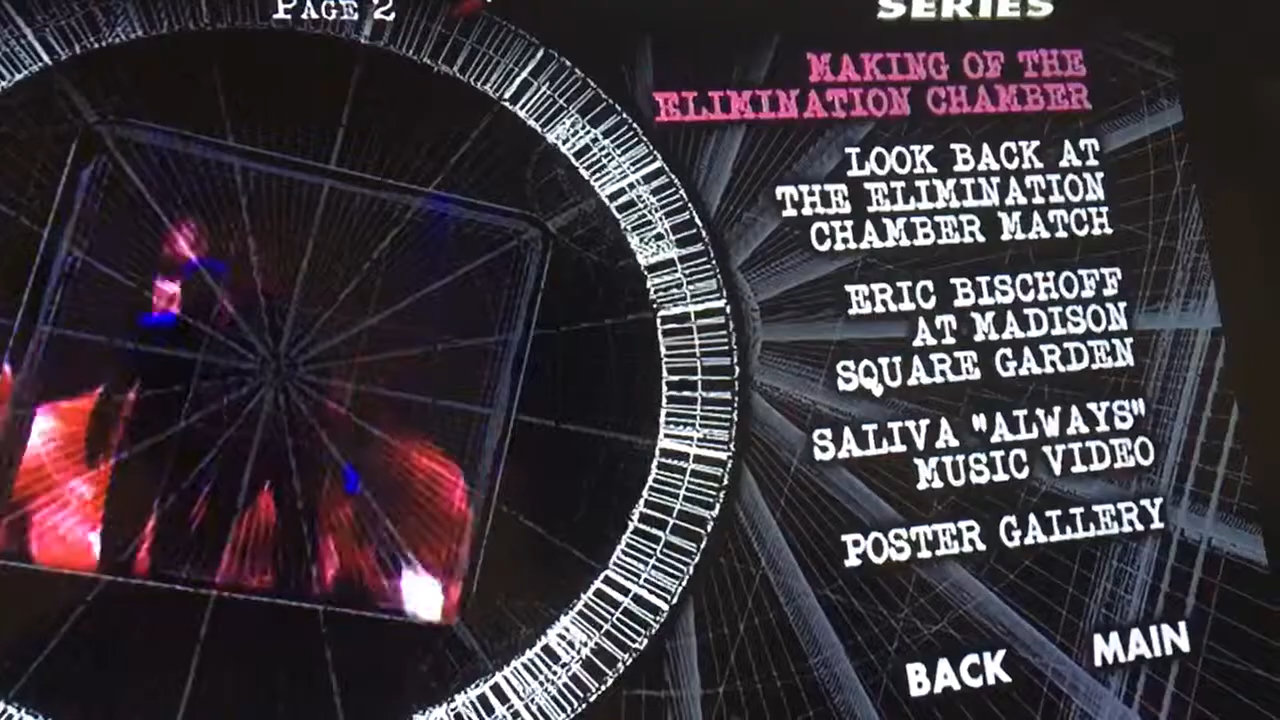 PAGE 2
SERIES
MAKING OF THE
ELIMINATION CHAMBER
LOOK BACK AT
THE ELIMINATION
CHAMBER MATCH
ERIC BISCHOFF
AT MADISON
SQUARE GARDEN
SALIVA "ALWAYS"
MUSIC VIDEO
POSTER GALLERY
BACK
MAIN